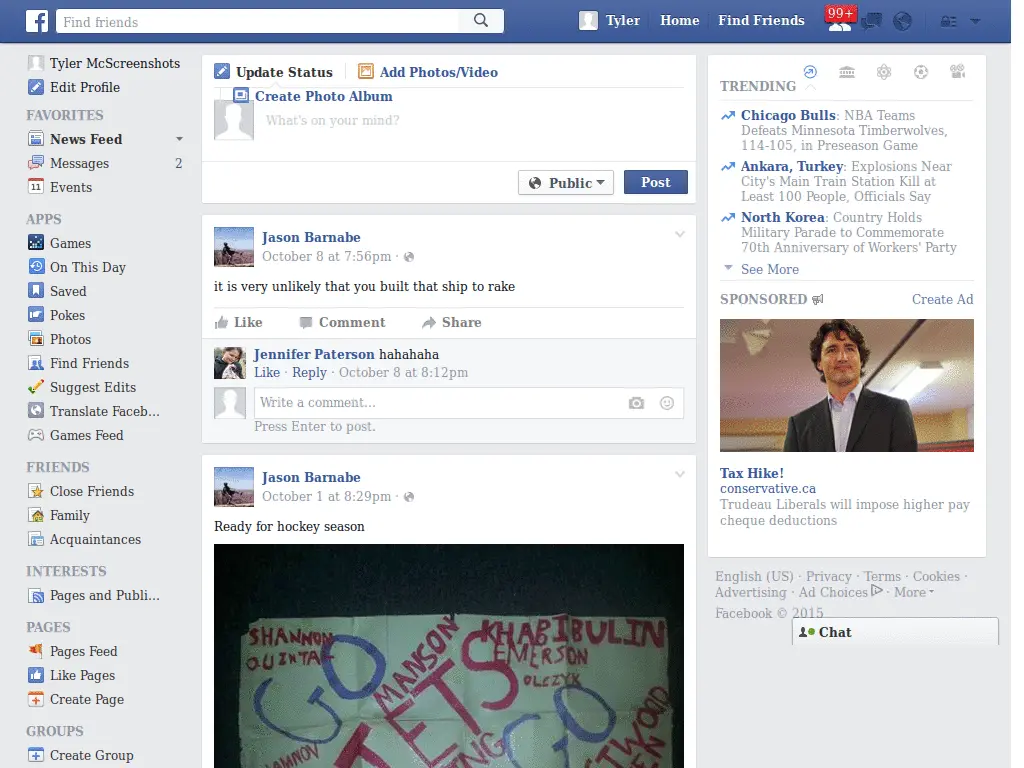 Find friends
Tyler
Home
Find Friends
99+
Tyler McScreenshots
Edit Profile
FAVORITES
News Feed
Messages
2
Events
11
APPS
Games
On This Day
Saved
Pokes
Photos
Find Friends
Suggest Edits
Translate Faceb...
Games Feed
FRIENDS
Close Friends
Family
Acquaintances
INTERESTS
Pages and Publi...
PAGES
Pages Feed
Like Pages
Create Page
GROUPS
Create Group
Update Status
Add Photos/Video
Create Photo Album
What's on your mind?
Public
Post
Jason Barnabe
October 8 at 7:56pm ·
it is very unlikely that you built that ship to rake
Like
Comment
Share
Jennifer Paterson hahahaha
Like · Reply · October 8 at 8:12pm
Write a comment...
Press Enter to post.
Jason Barnabe
October 1 at 8:29pm ·
Ready for hockey season
SHANNON
QUINTAL
GO
MANSON
JETS
KHABIBULIN
EMERSON
OLCZYK
GO
TRENDING
Chicago Bulls: NBA Teams
Defeats Minnesota Timberwolves,
114-105, in Preseason Game
Ankara, Turkey: Explosions Near
City's Main Train Station Kill at
Least 100 People, Officials Say
North Korea: Country Holds
Military Parade to Commemorate
70th Anniversary of Workers' Party
See More
SPONSORED
Create Ad
Tax Hike!
conservative.ca
Trudeau Liberals will impose higher pay
cheque deductions
English (US) · Privacy · Terms · Cookies ·
Advertising · Ad Choices · More
Facebook © 2015
Chat